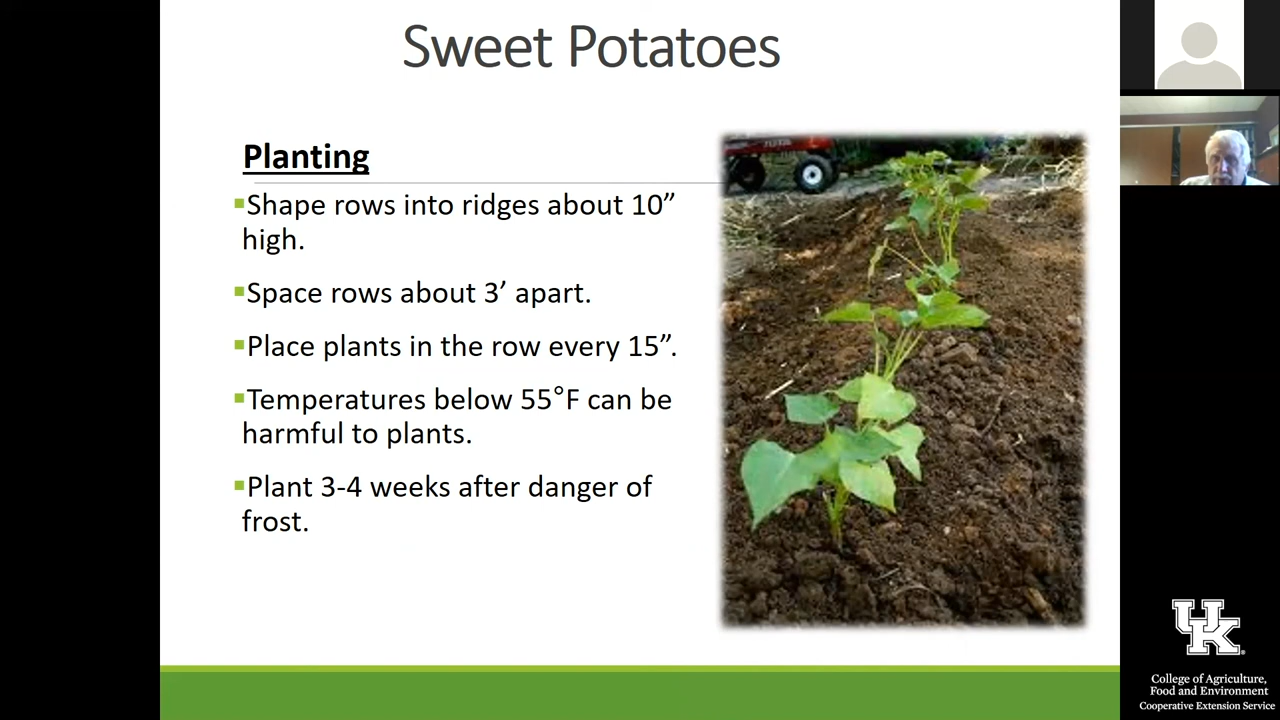 Sweet Potatoes
Planting
▪Shape rows into ridges about 10”
high.
▪Space rows about 3’ apart.
▪Place plants in the row every 15”.
▪Temperatures below 55°F can be
harmful to plants.
▪Plant 3-4 weeks after danger of
frost.
UK
College of Agriculture,
Food and Environment
Cooperative Extension Service